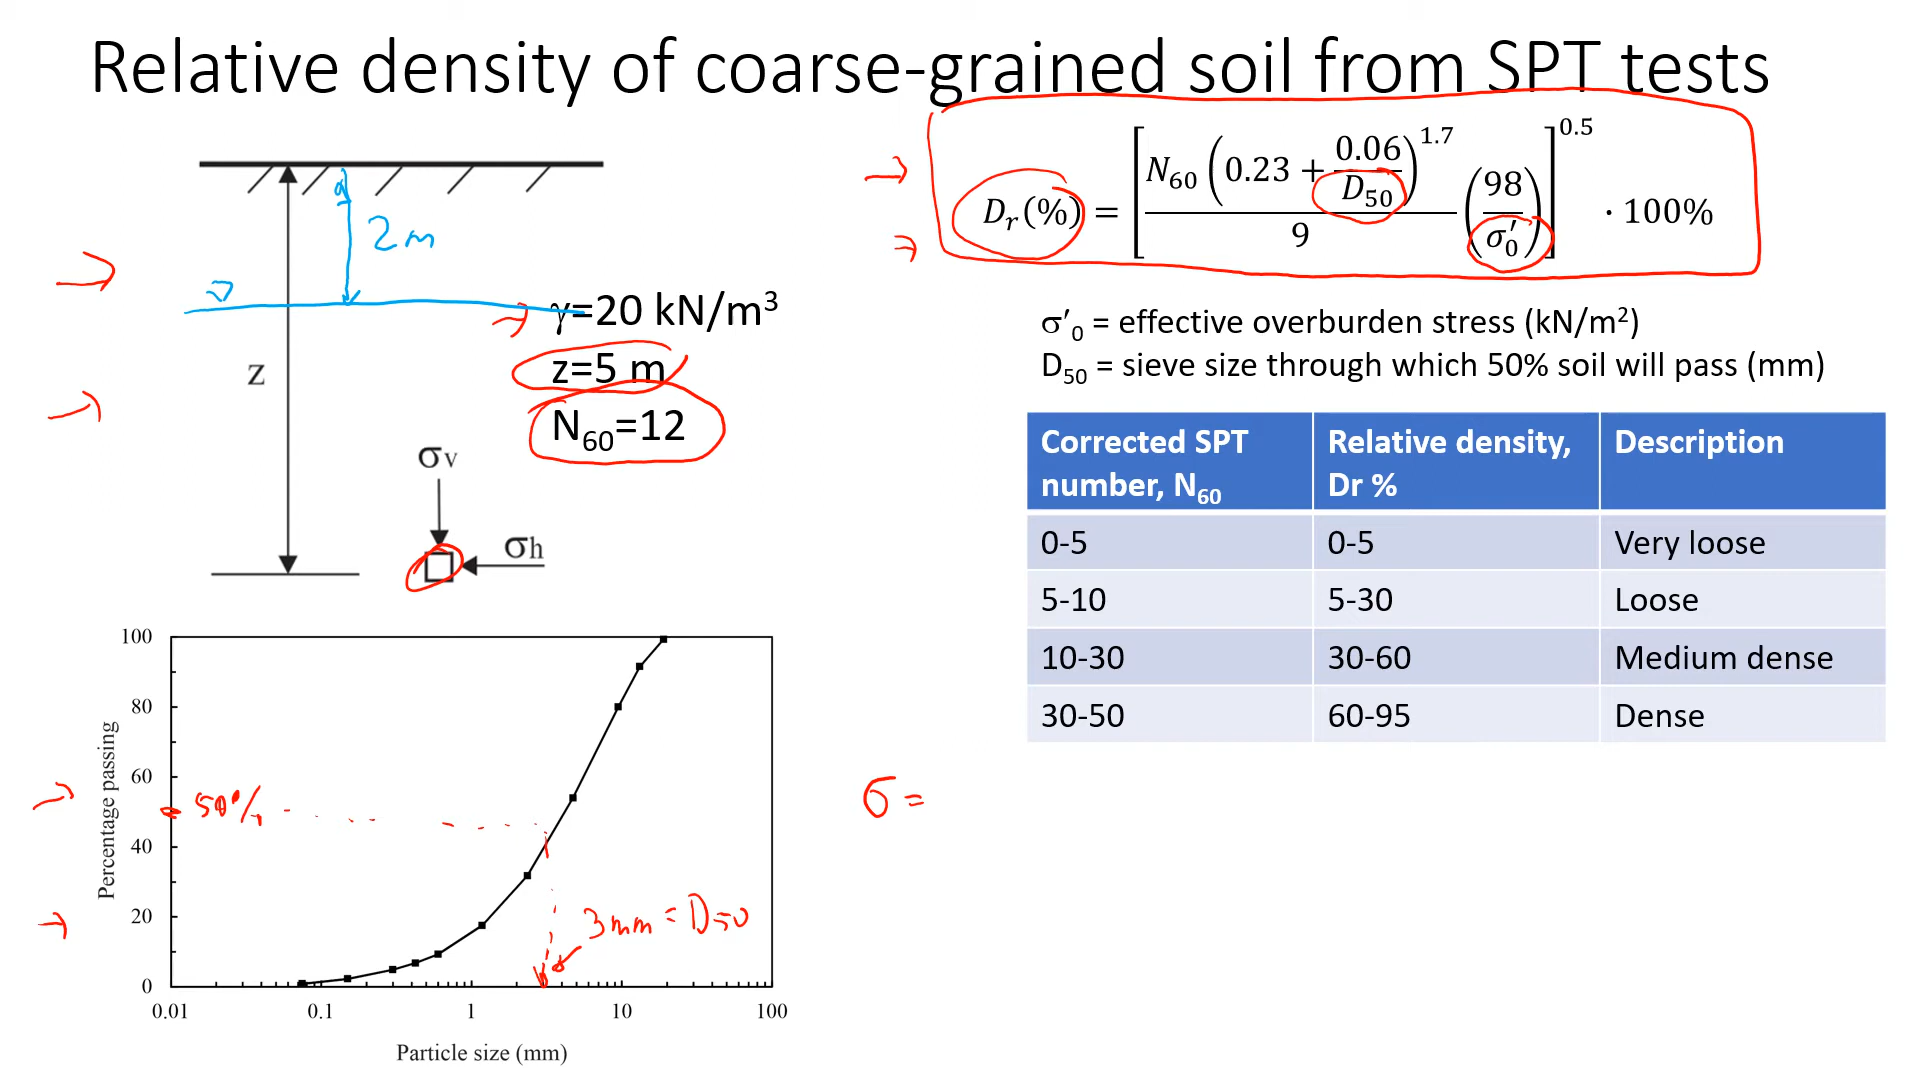 Relative density of coarse-grained soil from SPT tests
D_r(%) = [ N_60 (0.23 + 0.06/D_50)^1.7 / 9 (98/σ′_0) ]^0.5 · 100%
2m
γ=20 kN/m³
z=5 m
N₆₀=12
z
σv
σh
σ′₀ = effective overburden stress (kN/m²)
D₅₀ = sieve size through which 50% soil will pass (mm)
Corrected SPT number, N₆₀ Relative density, Dr % Description
0-5 0-5 Very loose
5-10 5-30 Loose
10-30 30-60 Medium dense
30-50 60-95 Dense
100
80
60
40
20
0
Percentage passing
50%
3mm = D50
0.01 0.1 1 10 100
Particle size (mm)
σ =